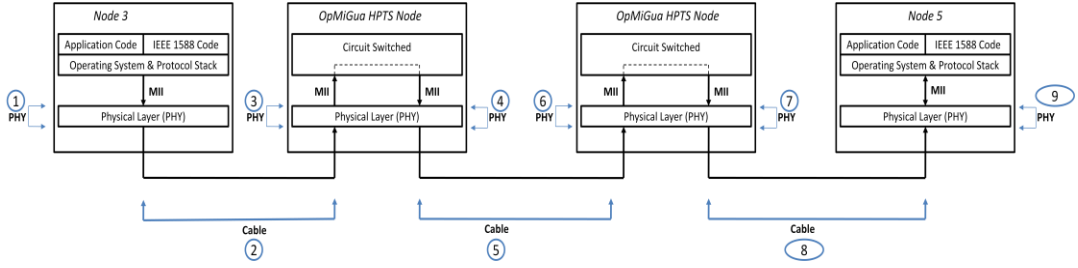 Node 3
OpMiGua HPTS Node
OpMiGua HPTS Node
Node 5
Application Code IEEE 1588 Code
Operating System & Protocol Stack
Circuit Switched
Circuit Switched
Application Code IEEE 1588 Code
Operating System & Protocol Stack
MII
MII MII
MII MII
MII
1
PHY
Physical Layer (PHY)
3
PHY
Physical Layer (PHY)
4
PHY
6
PHY
Physical Layer (PHY)
7
PHY
Physical Layer (PHY)
9
PHY
Cable
2
Cable
5
Cable
8